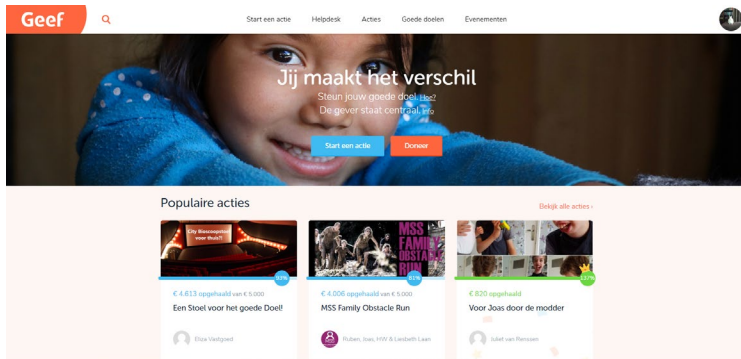 Geef
Start een actie
Helpdesk
Acties
Goede doelen
Evenementen
Jij maakt het verschil
Steun jouw goede doel. Hoe?
De gever staat centraal. Info
Start een actie
Doneer
Populaire acties
Bekijk alle acties ›
City Bioscoopstoel
voor thuis?!
MSS
FAMILY
OBSTACLE
RUN
€ 4.613 opgehaald van € 5.000
Een Stoel voor het goede Doel!
Elisa Vastgoed
81%
€ 4.006 opgehaald van € 5.000
MSS Family Obstacle Run
Ruben, Joas, HW & Liesbeth Laan
€ 820 opgehaald
Voor Joas door de modder
Juliet van Renssen